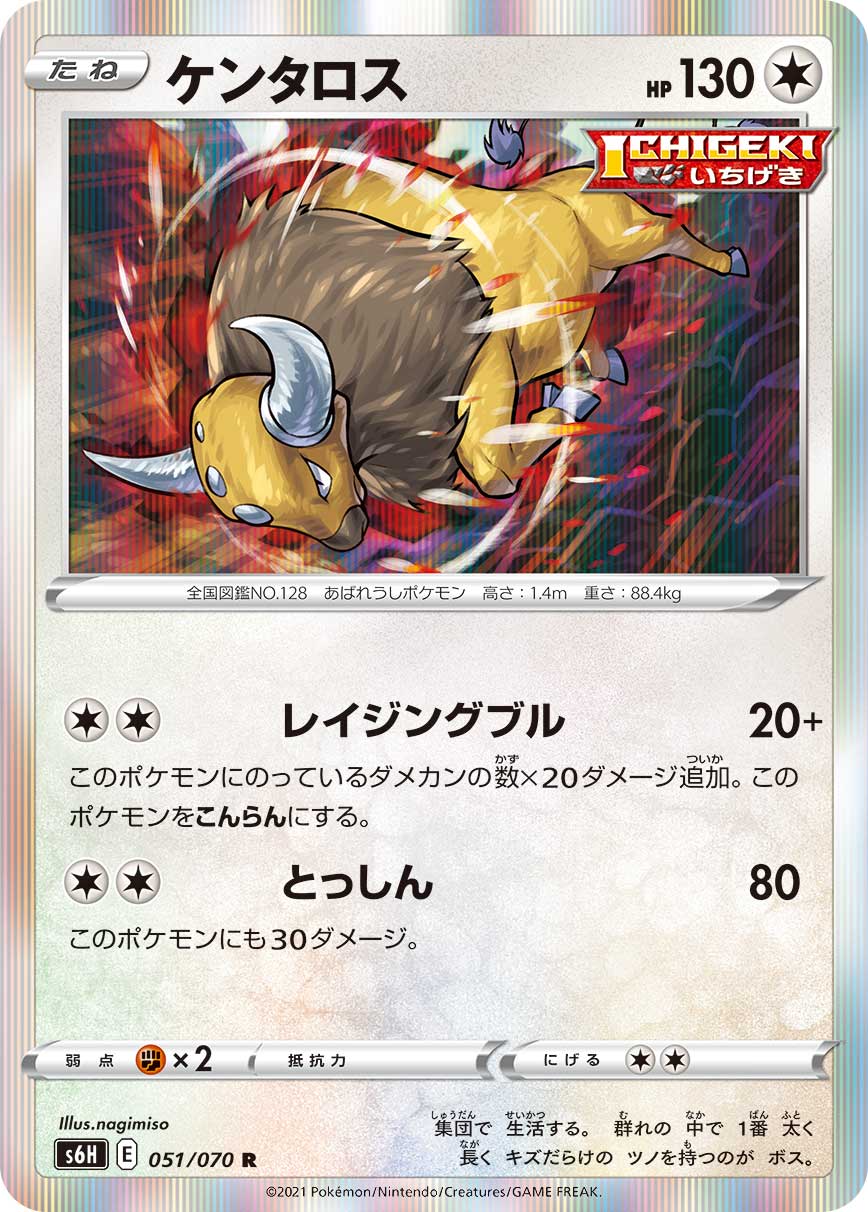 たね ケンタロス HP 130
ICHIGEKI
いちげき
全国図鑑NO.128 あばれうしポケモン 高さ：1.4m 重さ：88.4kg
レイジングブル 20+
このポケモンにのっているダメカンの数×20ダメージ追加。この
ポケモンをこんらんにする。
とっしん 80
このポケモンにも30ダメージ。
弱点 ×2 抵抗力 にげる
Illus.nagimiso
集団で 生活する。 群れの 中で 1番 太く
長く キズだらけの ツノを持つのが ボス。
s6H E 051/070 R
©2021 Pokémon/Nintendo/Creatures/GAME FREAK.